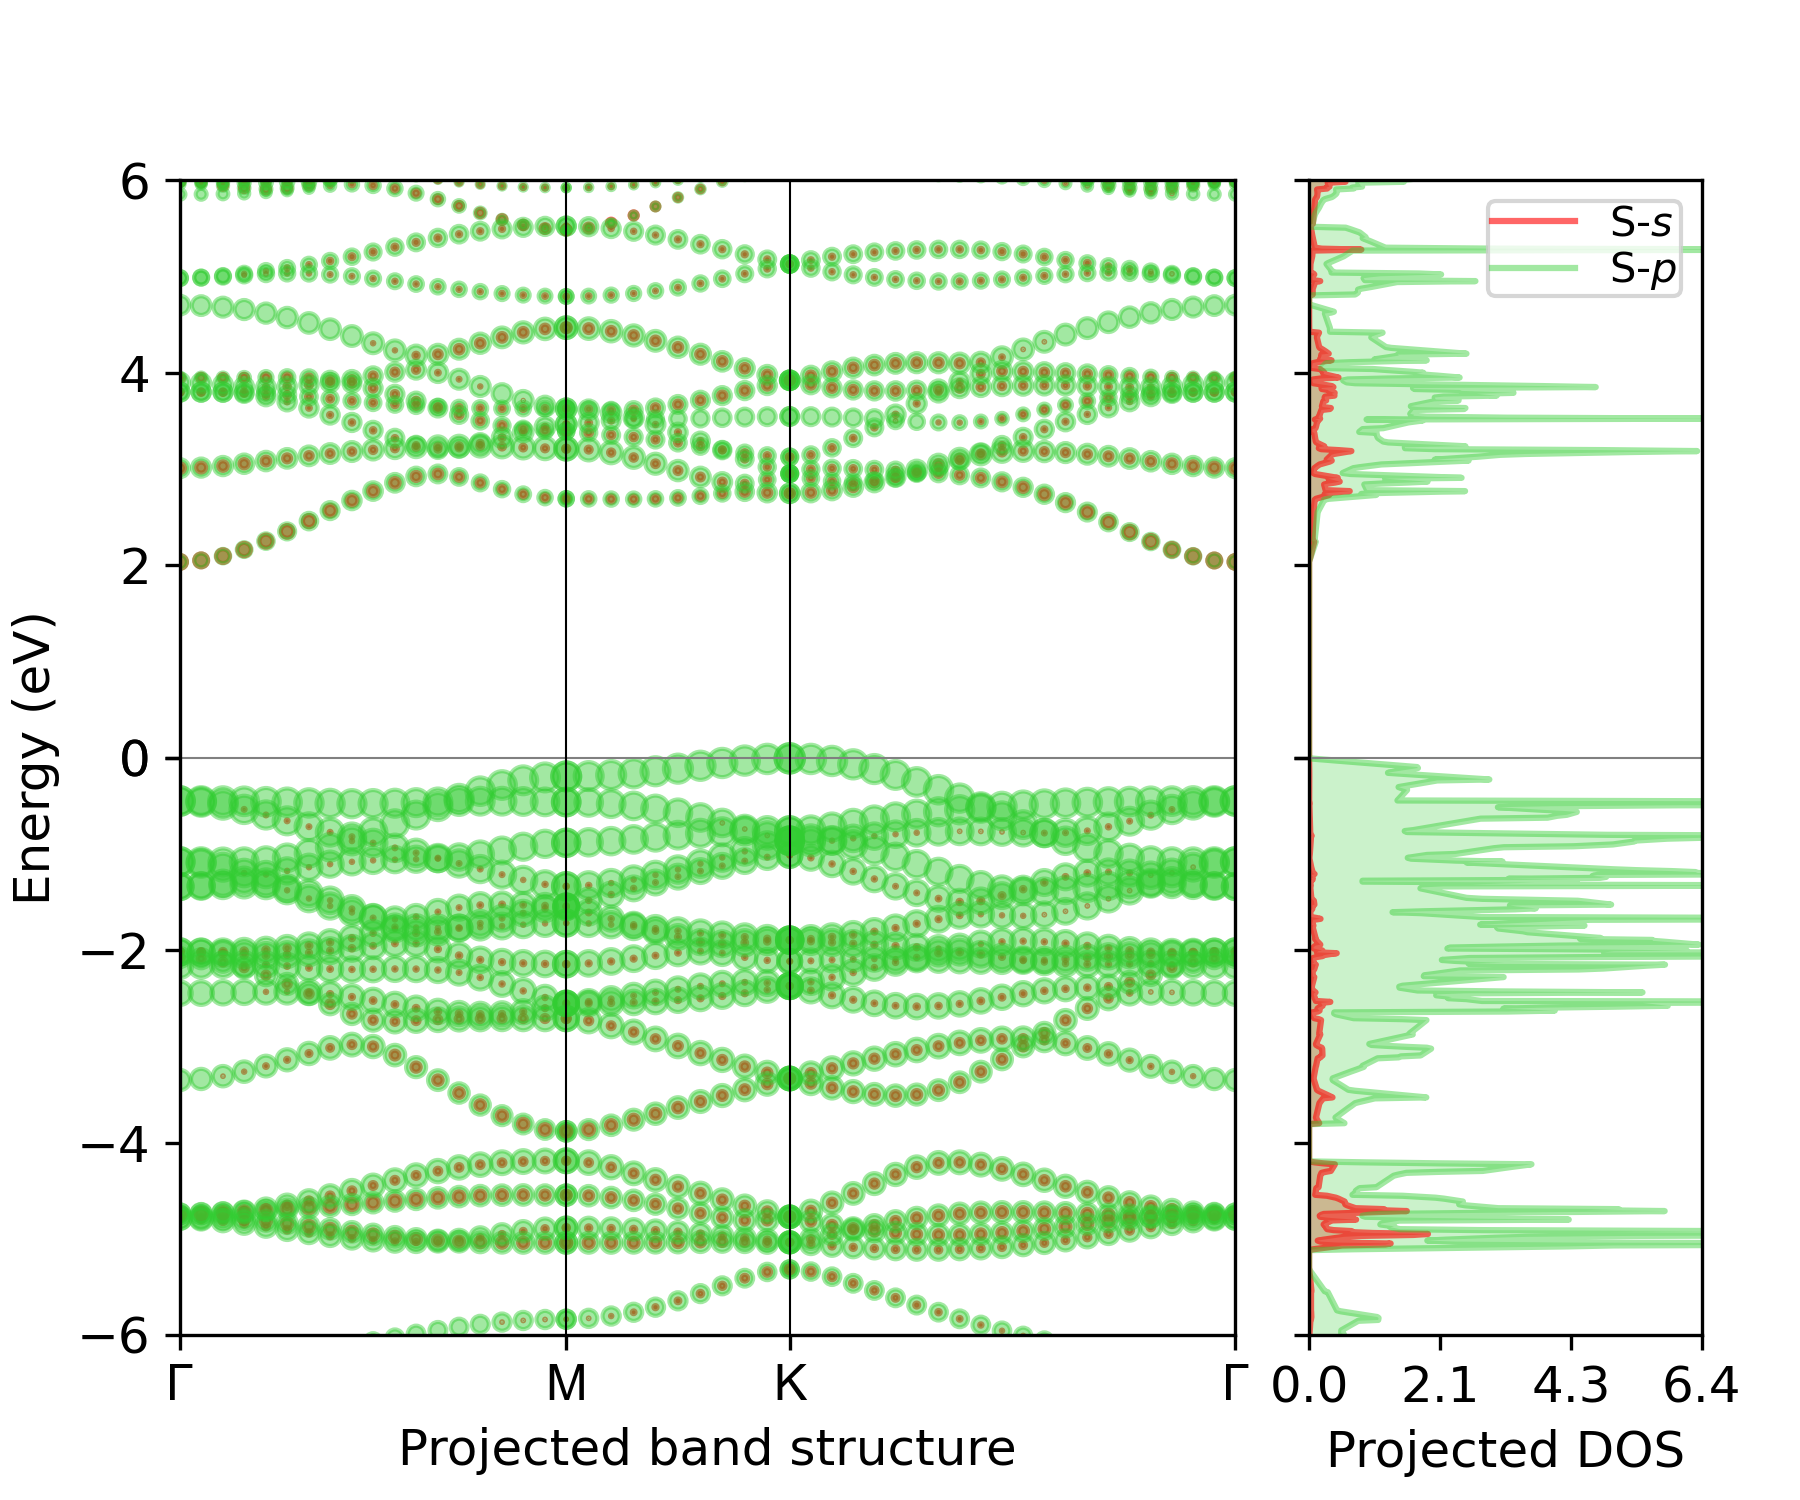 6
4
2
0
−2
−4
−6
Energy (eV)
Γ M K Γ
Projected band structure
S-s
S-p
0.0 2.1 4.3 6.4
Projected DOS